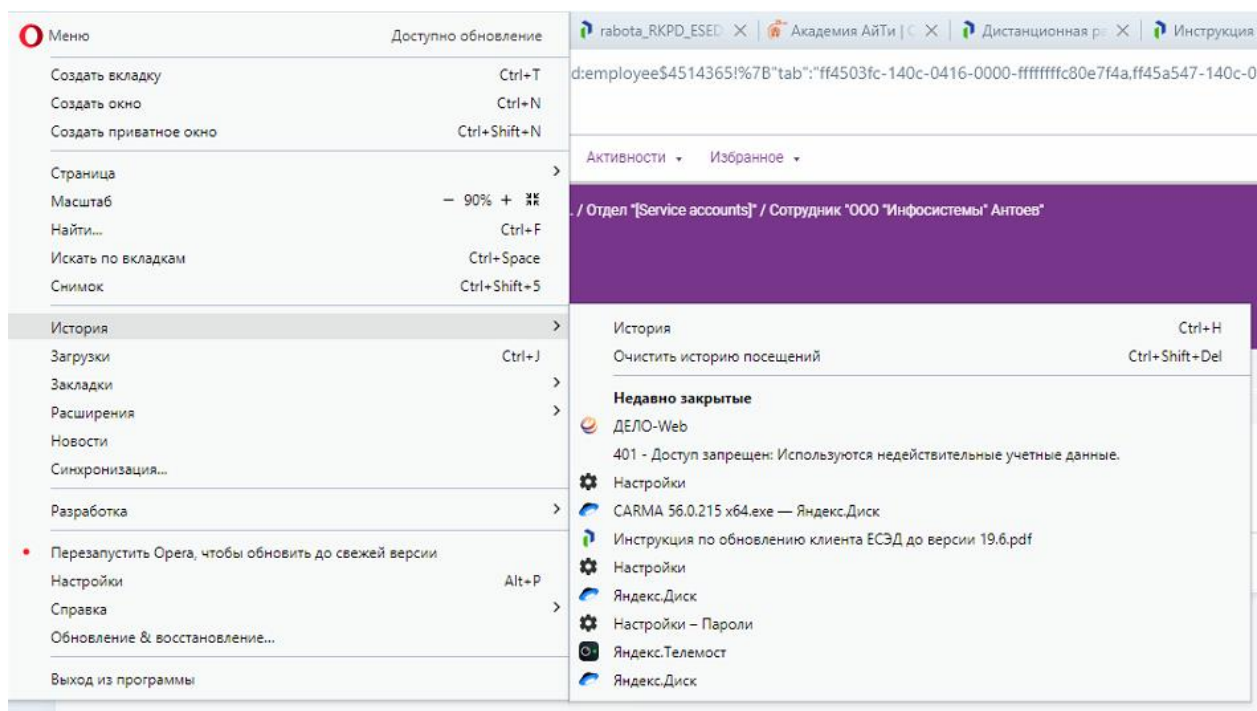 Меню Доступно обновление
rabota_RKPD_ESED Академия АйТи | С Дистанционная ра Инструкция
Создать вкладку Ctrl+T
d:employee$4514365!%7B"tab":"ff4503fc-140c-0416-0000-ffffffffc80e7f4a,ff45a547-140c-0
Создать окно Ctrl+N
Создать приватное окно Ctrl+Shift+N
Активности Избранное
Страница
Масштаб − 90% +
. / Отдел "[Service accounts]" / Сотрудник "ООО "Инфосистемы" Антоев"
Найти... Ctrl+F
Искать по вкладкам Ctrl+Space
Снимок Ctrl+Shift+5
История
Загрузки Ctrl+J
Закладки
Расширения
Новости
Синхронизация...
Разработка
Перезапустить Opera, чтобы обновить до свежей версии
Настройки Alt+P
Справка
Обновление & восстановление...
Выход из программы
История Ctrl+H
Очистить историю посещений Ctrl+Shift+Del
Недавно закрытые
ДЕЛО-Web
401 - Доступ запрещен: Используются недействительные учетные данные.
Настройки
CARMA 56.0.215 x64.exe — Яндекс.Диск
Инструкция по обновлению клиента ЕСЭД до версии 19.6.pdf
Настройки
Яндекс.Диск
Настройки – Пароли
Яндекс.Телемост
Яндекс.Диск